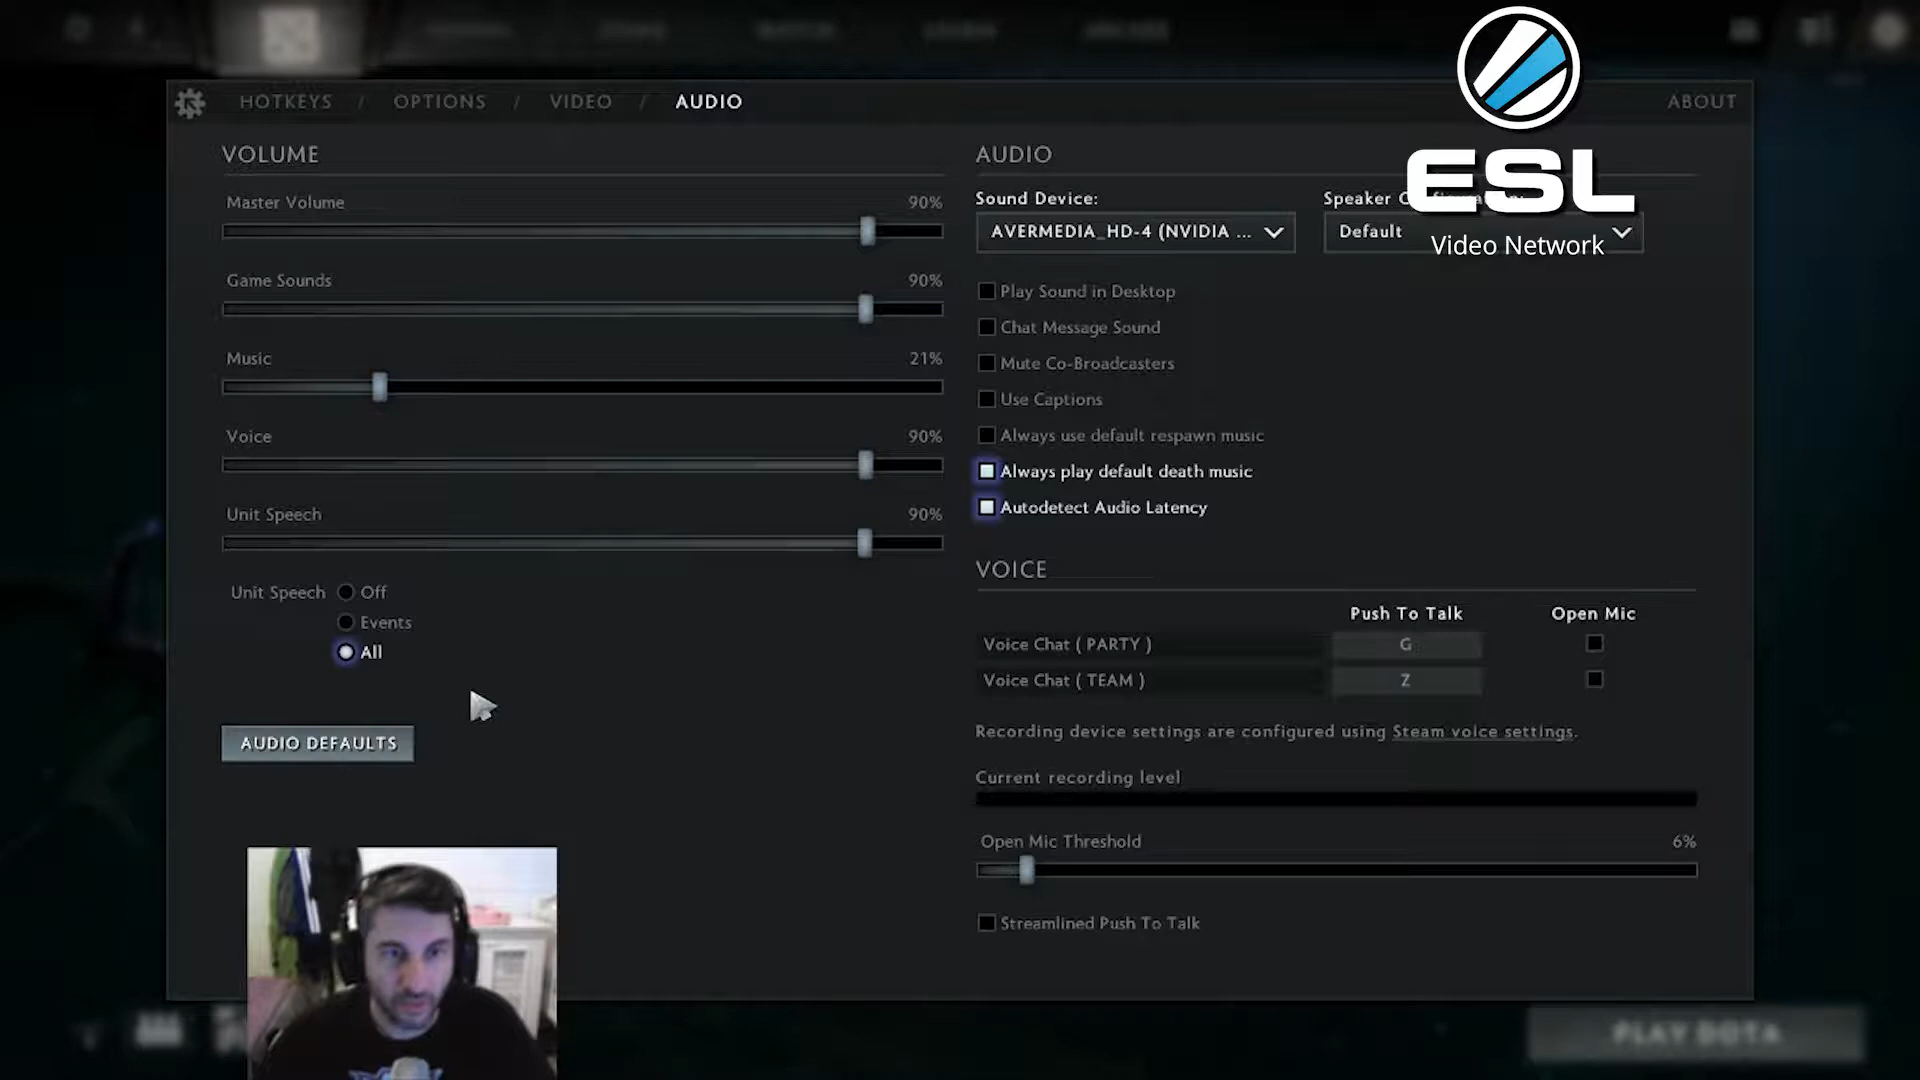 HOTKEYS / OPTIONS / VIDEO / AUDIO
ABOUT
VOLUME
Master Volume 90%
Game Sounds 90%
Music 21%
Voice 90%
Unit Speech 90%
Unit Speech Off
Events
All
AUDIO DEFAULTS
AUDIO
Sound Device:
Speaker
AVERMEDIA_HD-4 (NVIDIA ...
Default
ESL
Video Network
Play Sound in Desktop
Chat Message Sound
Mute Co-Broadcasters
Use Captions
Always use default respawn music
Always play default death music
Autodetect Audio Latency
VOICE
Push To Talk Open Mic
Voice Chat ( PARTY ) G
Voice Chat ( TEAM ) Z
Recording device settings are configured using Steam voice settings.
Current recording level
Open Mic Threshold 6%
Streamlined Push To Talk
PLAY DOTA